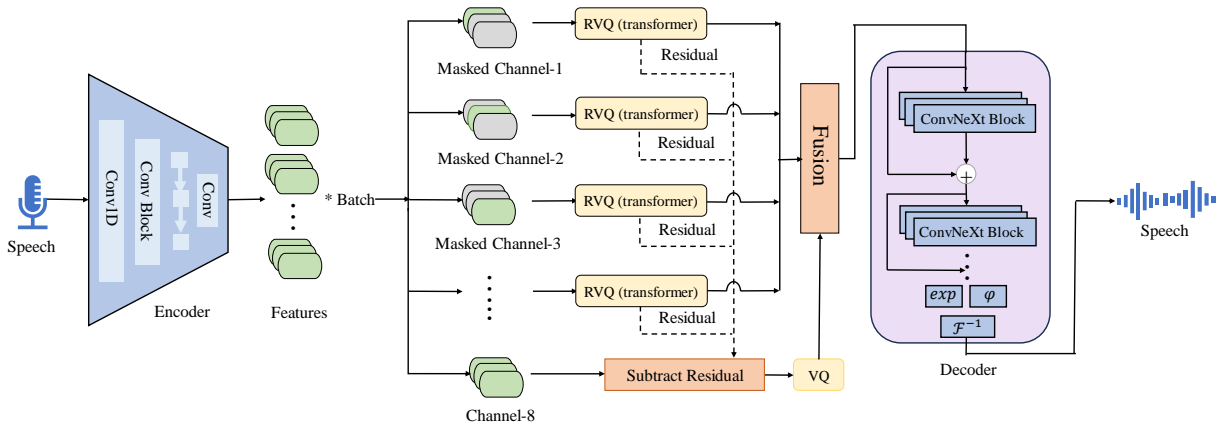 Speech
Conv1D
Conv Block
Conv
Encoder
Features
* Batch
Masked Channel-1
RVQ (transformer)
Residual
Masked Channel-2
RVQ (transformer)
Residual
Masked Channel-3
RVQ (transformer)
Residual
RVQ (transformer)
Residual
Channel-8
Subtract Residual
VQ
Fusion
ConvNeXt Block
+
ConvNeXt Block
exp
φ
ℱ⁻¹
Decoder
Speech